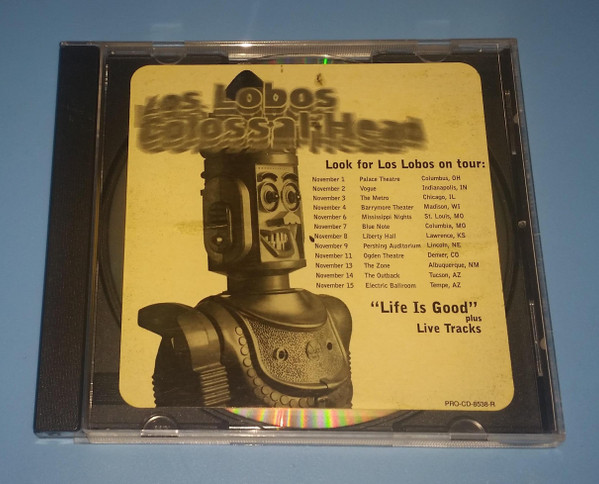 Los Lobos
Colossal Head
Look for Los Lobos on tour:
November 1 Palace Theatre Columbus, OH
November 2 Vogue Indianapolis, IN
November 3 The Metro Chicago, IL
November 4 Barrymore Theater Madison, WI
November 6 Mississippi Nights St. Louis, MO
November 7 Blue Note Columbia, MO
November 8 Liberty Hall Lawrence, KS
November 9 Pershing Auditorium Lincoln, NE
November 11 Ogden Theatre Denver, CO
November 13 The Zone Albuquerque, NM
November 14 The Outback Tucson, AZ
November 15 Electric Ballroom Tempe, AZ
“Life Is Good”
plus
Live Tracks
PRO-CD-8538-R